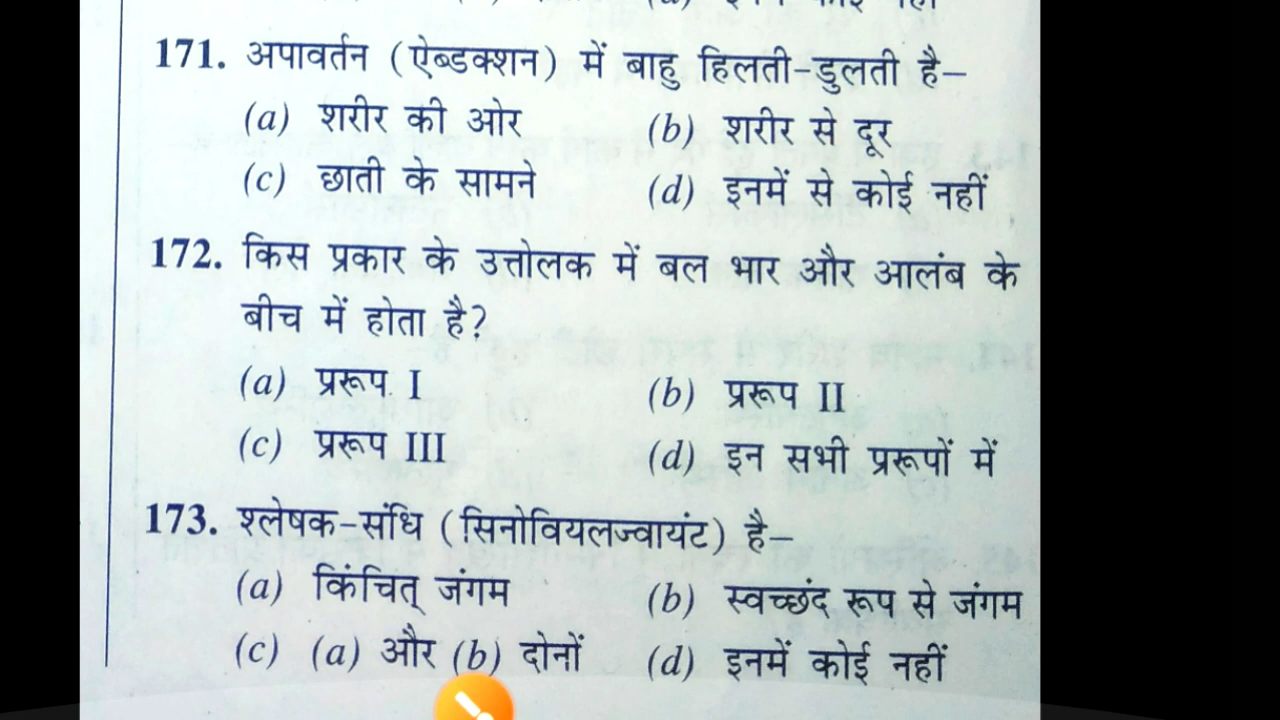 171. अपावर्तन (ऐब्डक्शन) में बाहु हिलती-डुलती है–
(a) शरीर की ओर (b) शरीर से दूर
(c) छाती के सामने (d) इनमें से कोई नहीं
172. किस प्रकार के उत्तोलक में बल भार और आलंब के
बीच में होता है?
(a) प्ररूप I (b) प्ररूप II
(c) प्ररूप III (d) इन सभी प्ररूपों में
173. श्लेषक-संधि (सिनोवियलज्वायंट) है–
(a) किंचित् जंगम (b) स्वच्छंद रूप से जंगम
(c) (a) और (b) दोनों (d) इनमें कोई नहीं